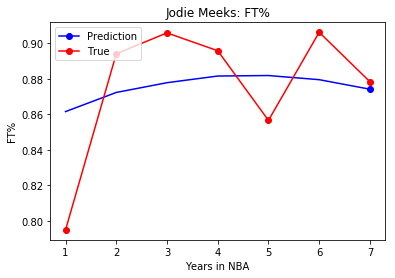 Jodie Meeks: FT%
Prediction
True
FT%
0.90
0.88
0.86
0.84
0.82
0.80
1 2 3 4 5 6 7
Years in NBA